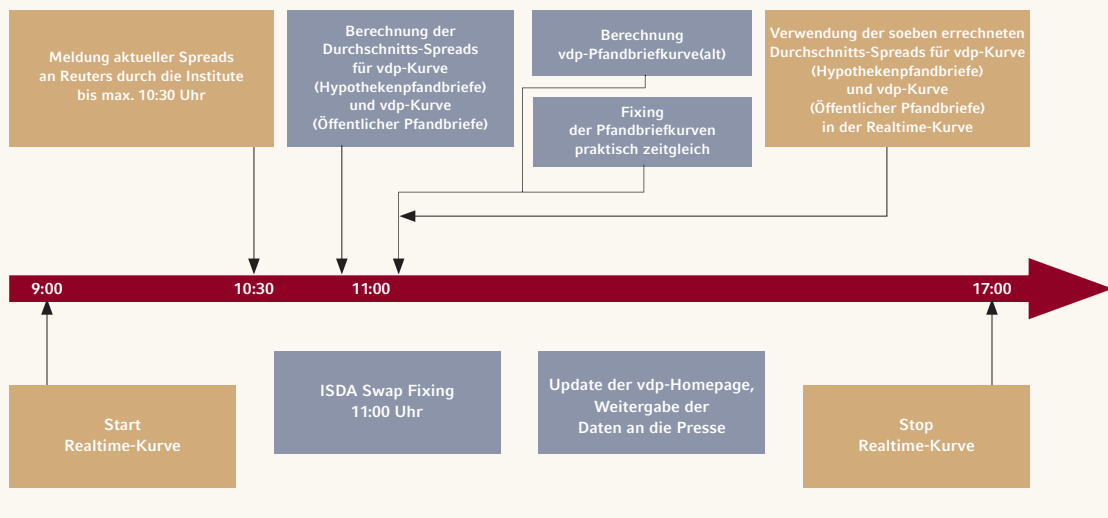 Meldung aktueller Spreads
an Reuters durch die Institute
bis max. 10:30 Uhr
Berechnung der
Durchschnitts-Spreads
für vdp-Kurve
(Hypothekenpfandbriefe)
und vdp-Kurve
(Öffentlicher Pfandbriefe)
Berechnung
vdp-Pfandbriefkurve(alt)
Fixing
der Pfandbriefkurven
praktisch zeitgleich
Verwendung der soeben errechneten
Durchschnitts-Spreads für vdp-Kurve
(Hypothekenpfandbriefe)
und vdp-Kurve
(Öffentlicher Pfandbriefe)
in der Realtime-Kurve
9:00
10:30
11:00
17:00
Start
Realtime-Kurve
ISDA Swap Fixing
11:00 Uhr
Update der vdp-Homepage,
Weitergabe der
Daten an die Presse
Stop
Realtime-Kurve